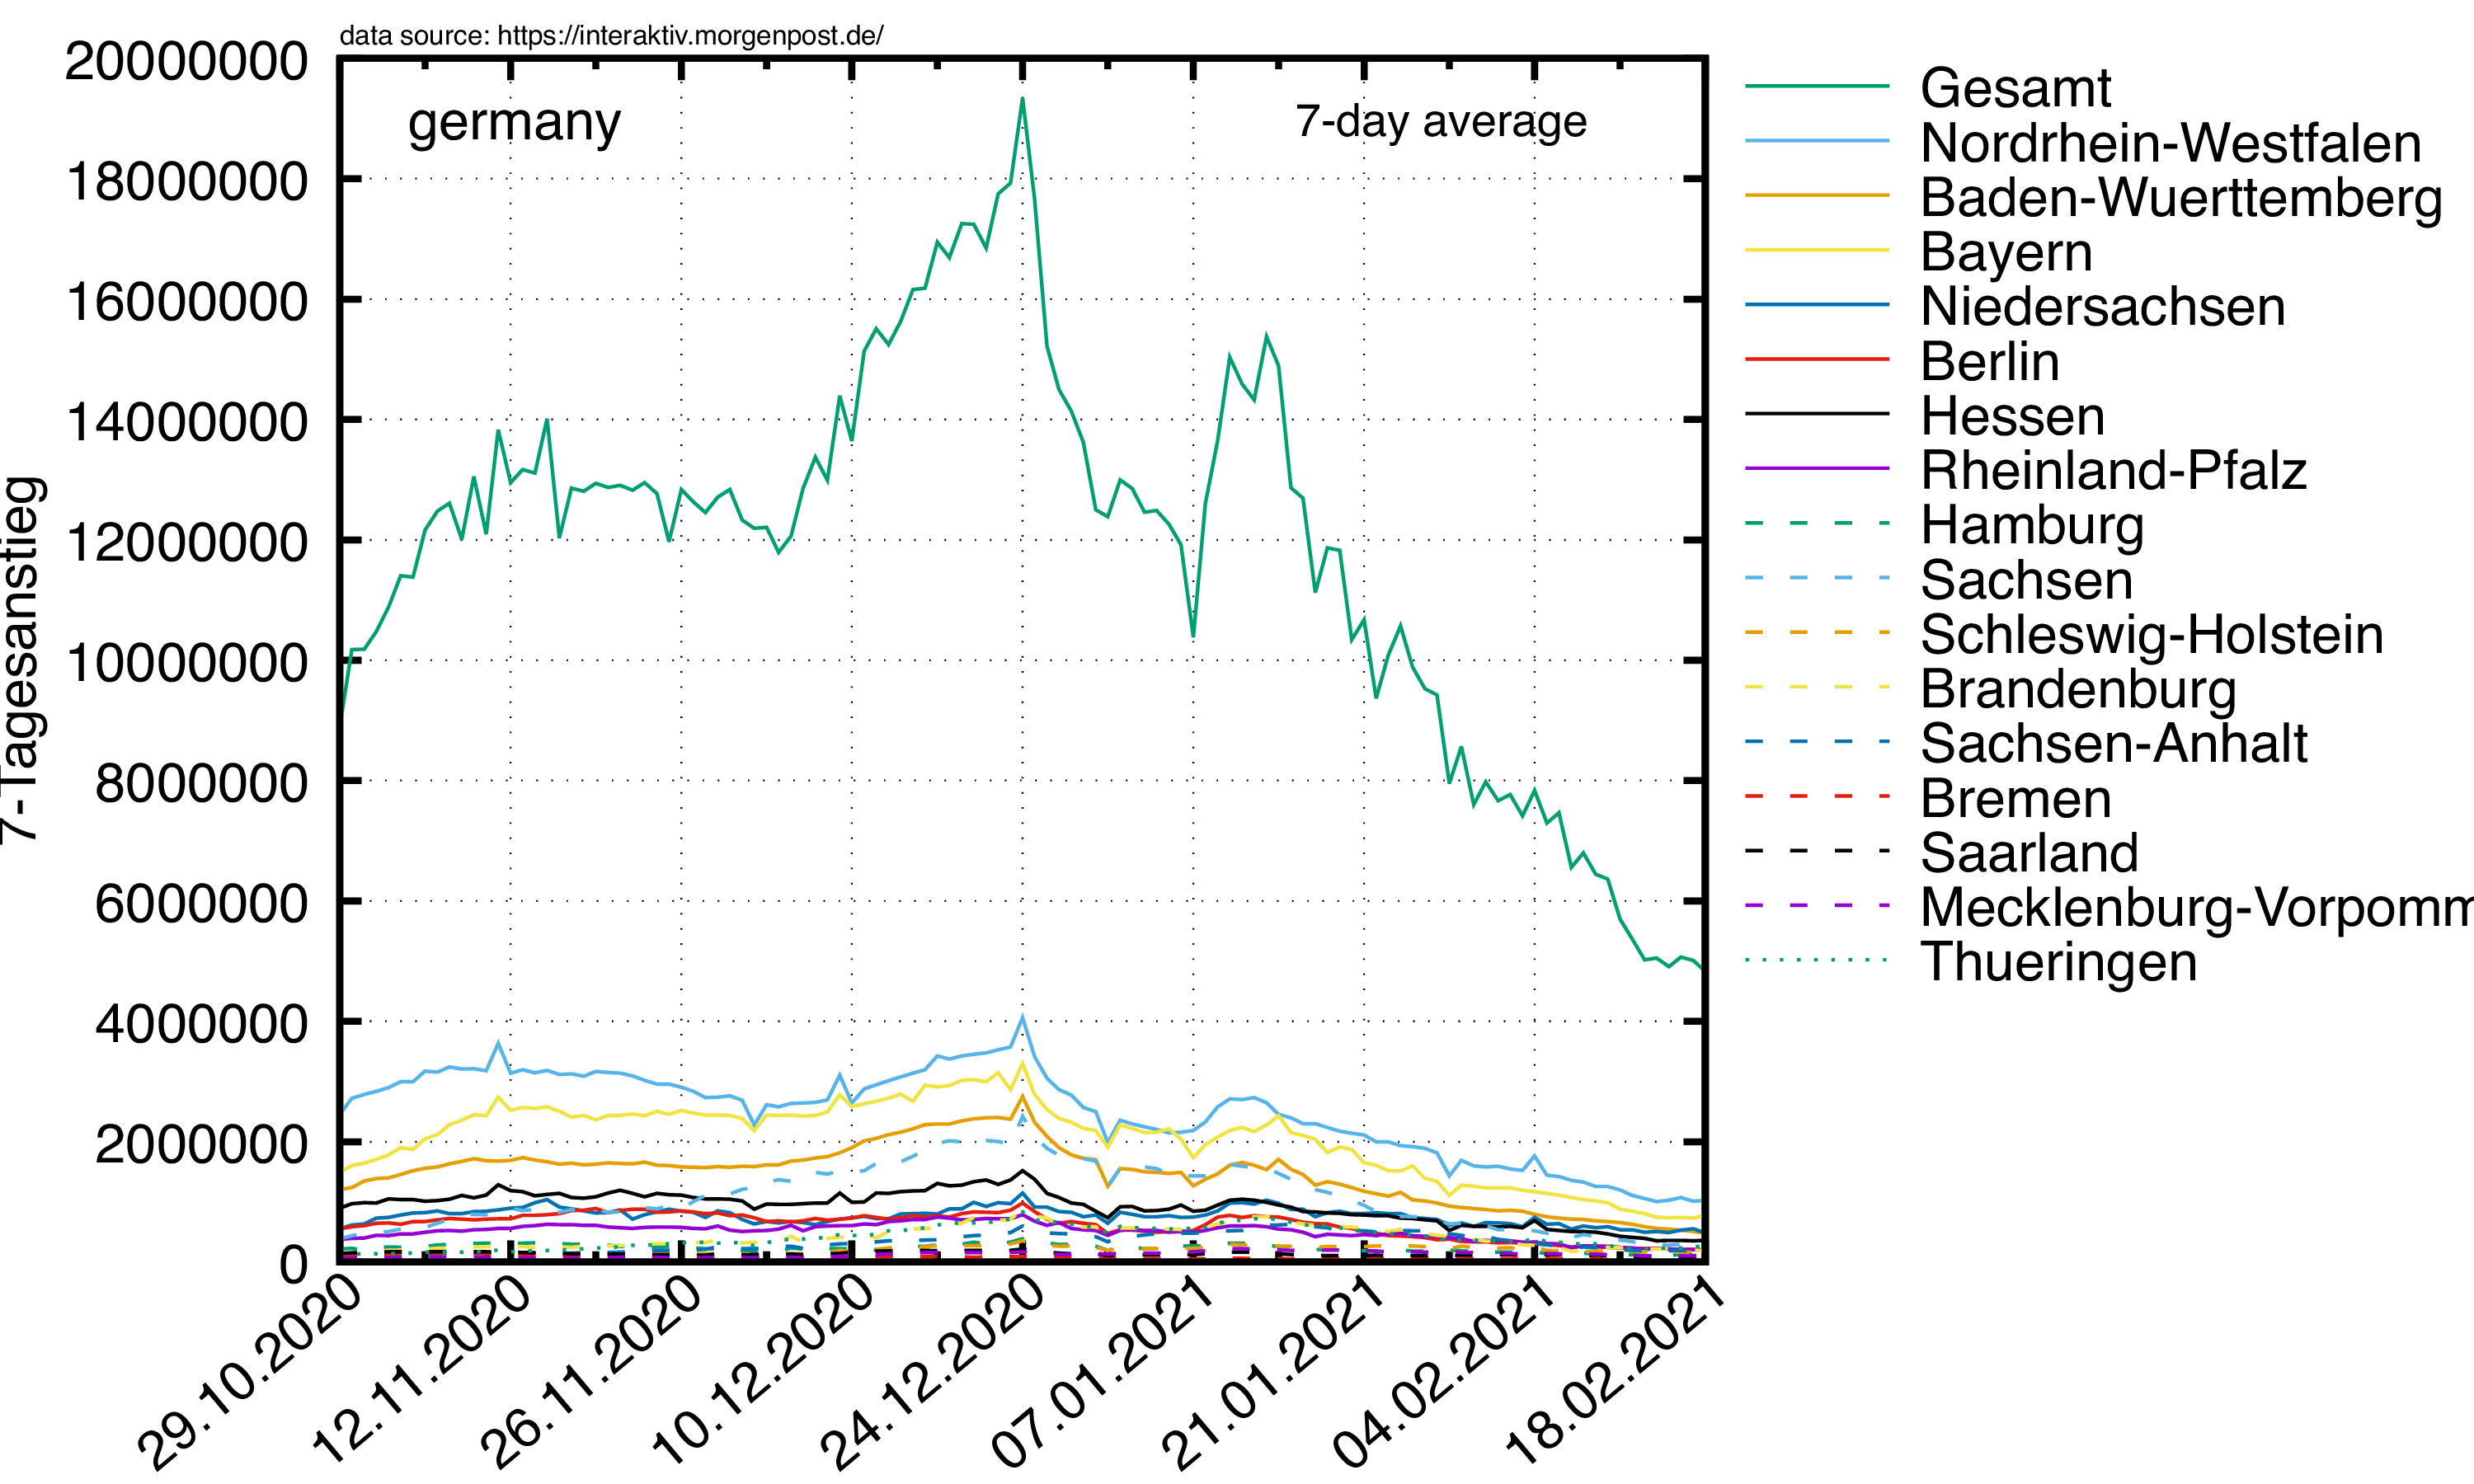 data source: https://interaktiv.morgenpost.de/
germany
7-day average
7-Tagesanstieg
20000000
18000000
16000000
14000000
12000000
10000000
8000000
6000000
4000000
2000000
0
29.10.2020
12.11.2020
26.11.2020
10.12.2020
24.12.2020
07.01.2021
21.01.2021
04.02.2021
18.02.2021
Gesamt
Nordrhein-Westfalen
Baden-Wuerttemberg
Bayern
Niedersachsen
Berlin
Hessen
Rheinland-Pfalz
Hamburg
Sachsen
Schleswig-Holstein
Brandenburg
Sachsen-Anhalt
Bremen
Saarland
Mecklenburg-Vorpomm
Thueringen